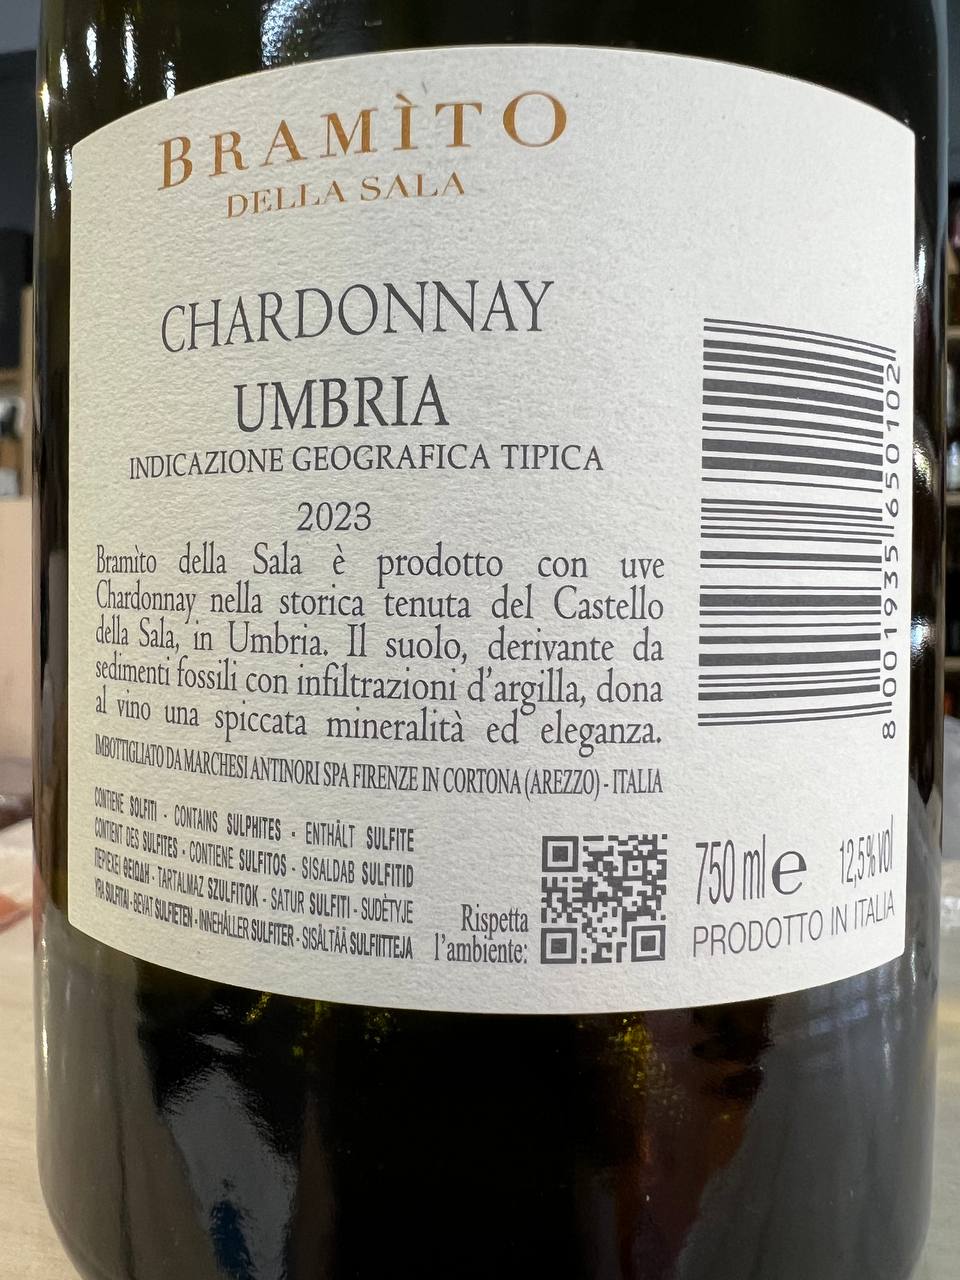 BRAMÌTO
DELLA SALA
CHARDONNAY
UMBRIA
INDICAZIONE GEOGRAFICA TIPICA
2023
Bramìto della Sala è prodotto con uve
Chardonnay nella storica tenuta del Castello
della Sala, in Umbria. Il suolo, derivante da
sedimenti fossili con infiltrazioni d'argilla, dona
al vino una spiccata mineralità ed eleganza.
IMBOTTIGLIATO DA MARCHESI ANTINORI SPA FIRENZE IN CORTONA (AREZZO) - ITALIA
CONTIENE SOLFITI - CONTAINS SULPHITES - ENTHÄLT SULFITE
CONTIENT DES SULFITES - CONTIENE SULFITOS - SISALDAB SULFITID
ΠΕΡΙΕΧΕΙ ΘΕΙΩΔΗ - TARTALMAZ SZULFITOK - SATUR SULFITI - SUDĖTYJE
YRA SULFITAI - BEVAT SULFIETEN - INNEHÅLLER SULFITER - SISÄLTÄÄ SULFIITTEJA
Rispetta
l'ambiente:
8 001935 650102
750 ml e 12,5% vol
PRODOTTO IN ITALIA